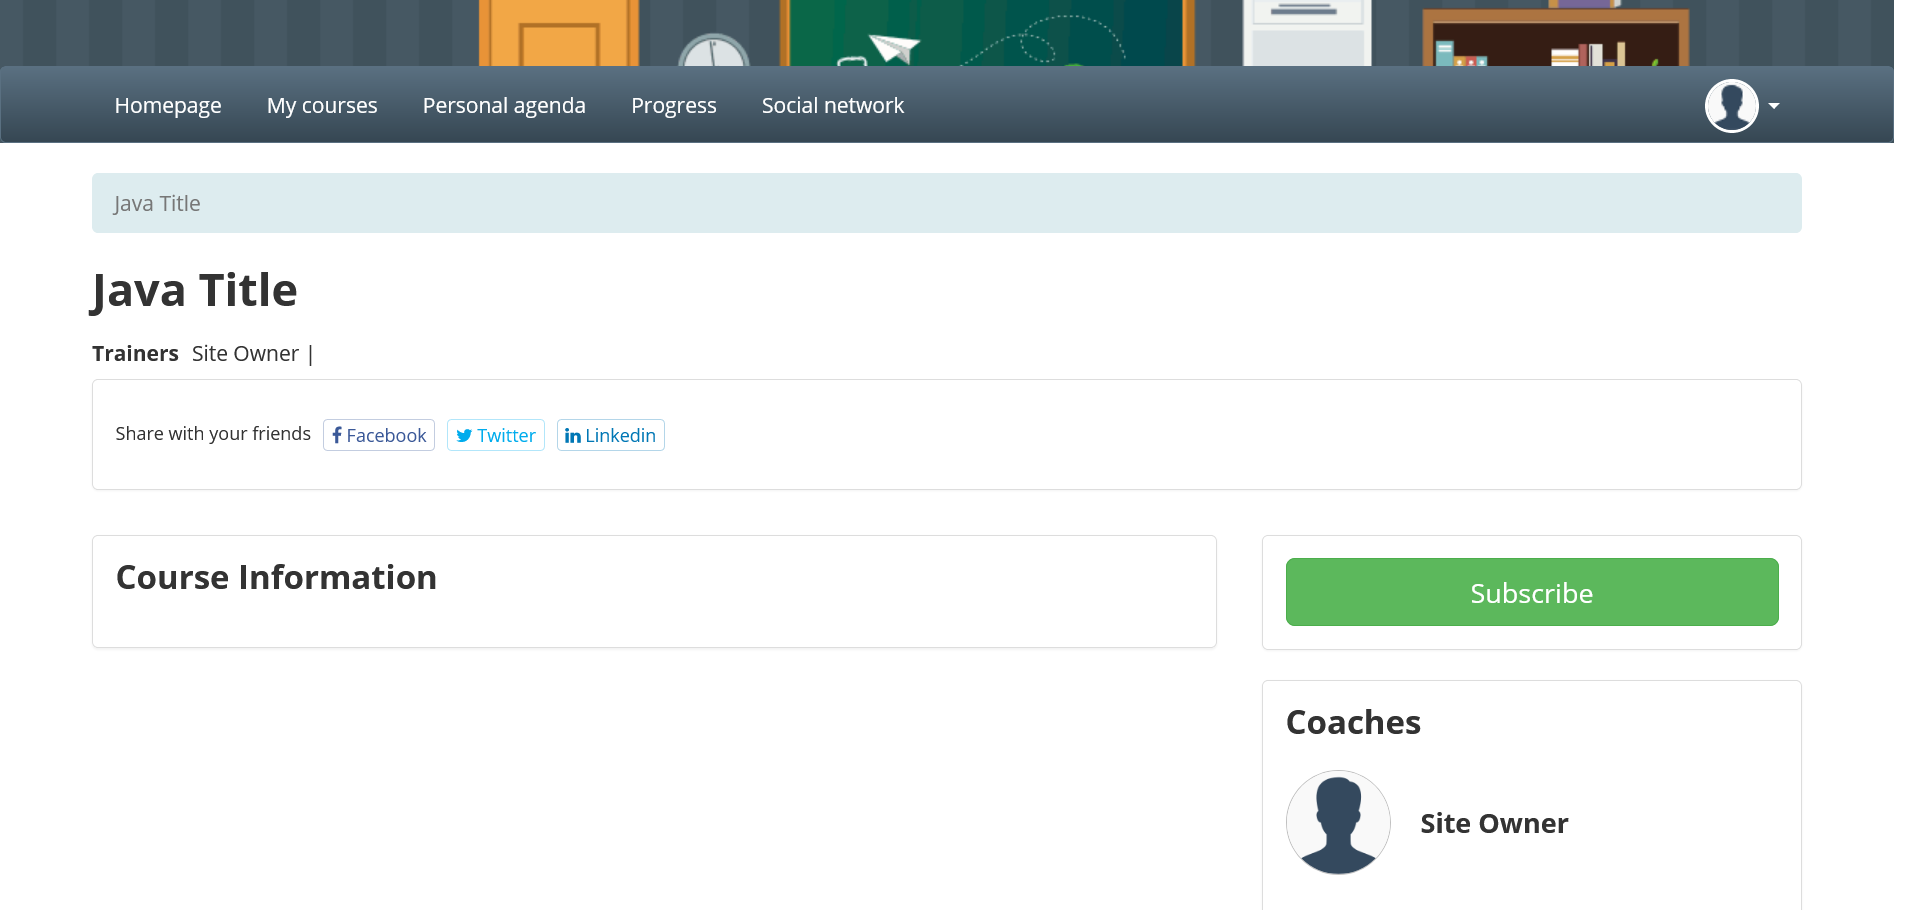 Homepage My courses Personal agenda Progress Social network
Java Title
Java Title
Trainers Site Owner |
Share with your friends Facebook Twitter Linkedin
Course Information
Subscribe
Coaches
Site Owner